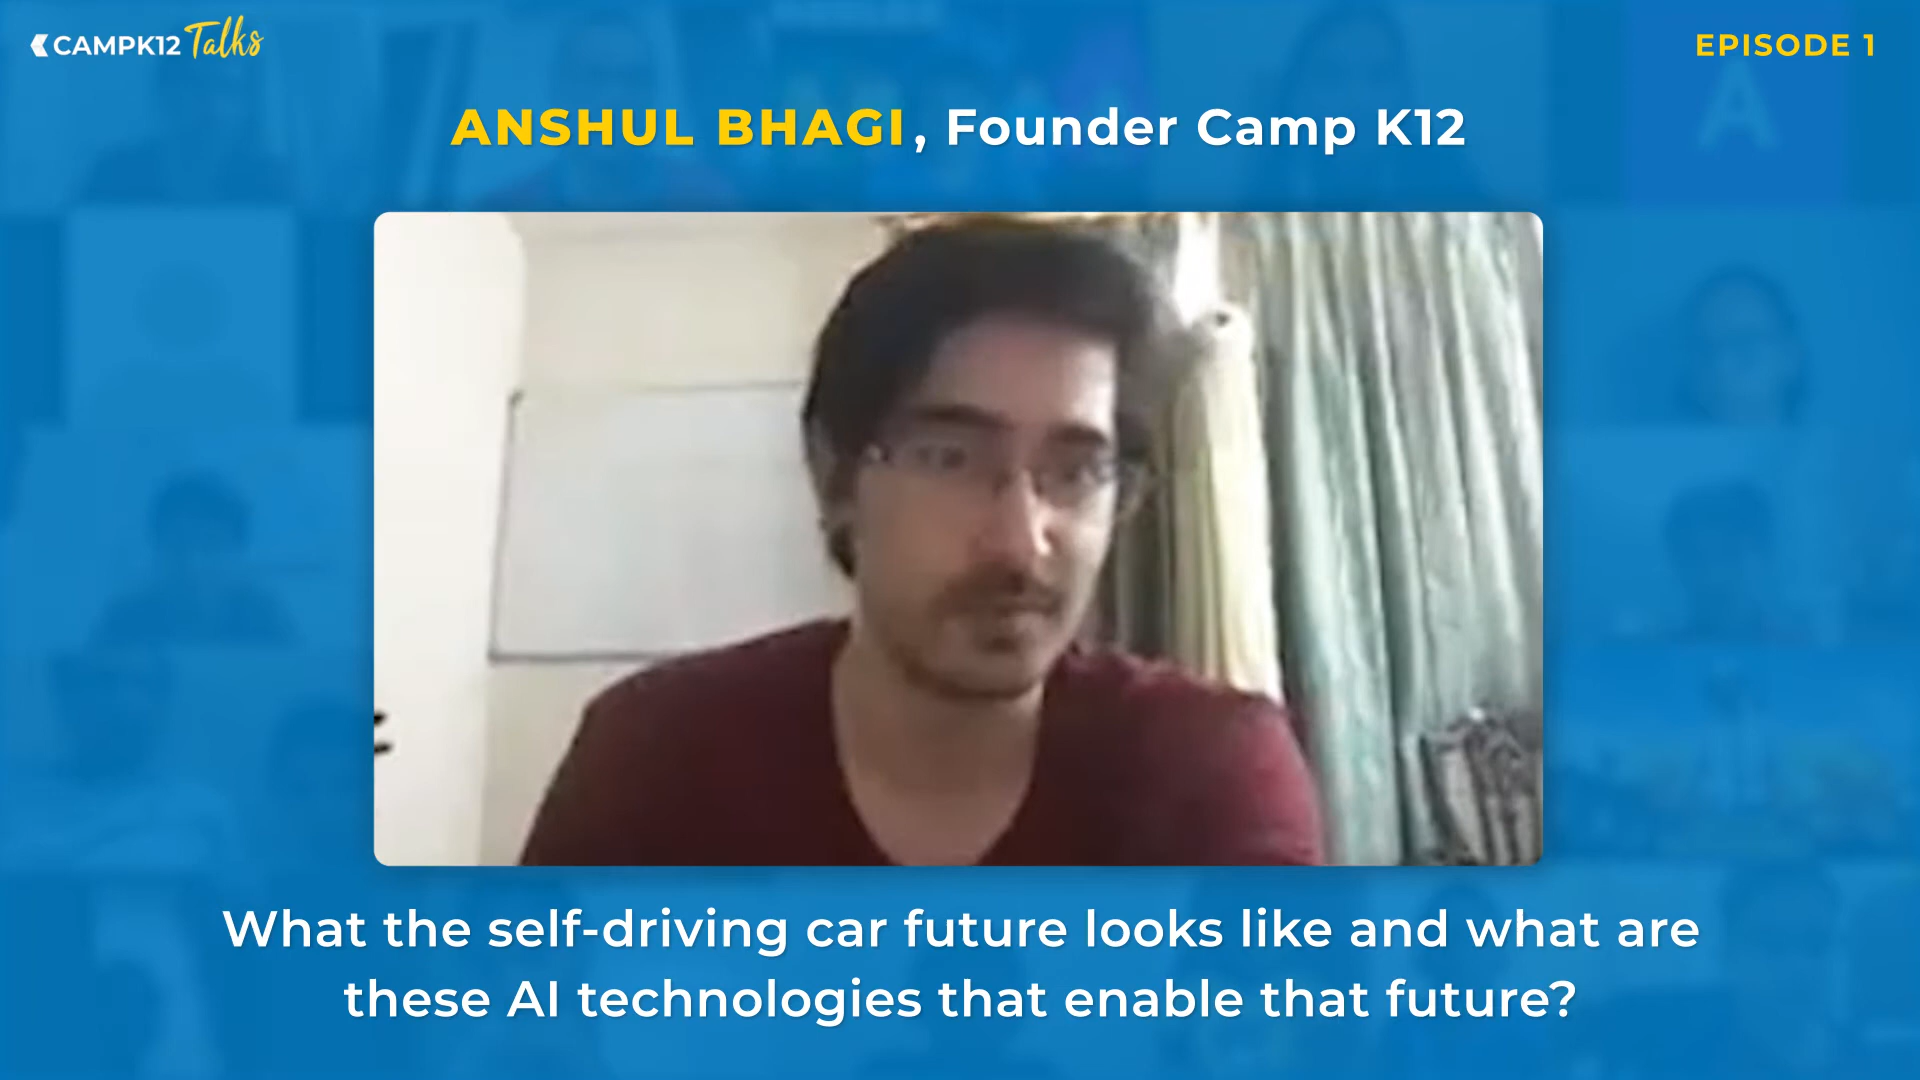 CAMPK12 Talks
EPISODE 1
ANSHUL BHAGI, Founder Camp K12
A
What the self-driving car future looks like and what are
these AI technologies that enable that future?